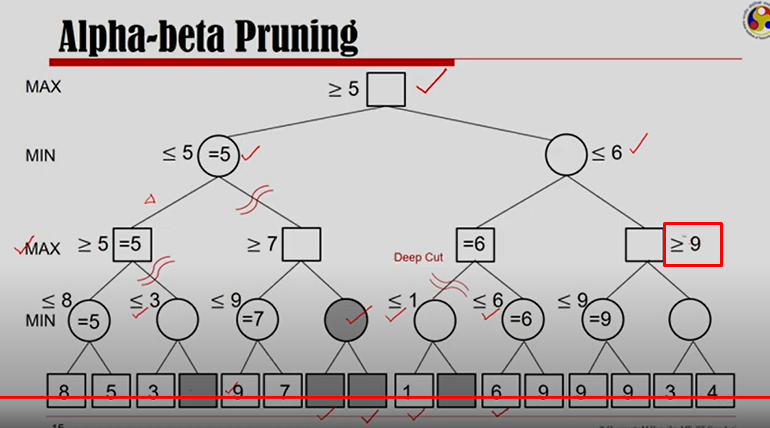 Alpha-beta Pruning
MAX ≥ 5
MIN ≤ 5 =5 ≤ 6
MAX ≥ 5 =5 ≥ 7 =6 ≥ 9
Deep Cut
≤ 8 ≤ 3 ≤ 9 ≤ 1 ≤ 6 ≤ 9
MIN =5 =7 =6 =9
8 5 3 9 7 1 6 9 9 9 3 4
15